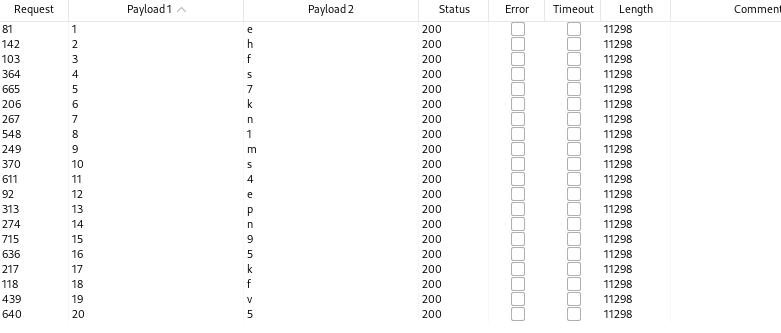 Request Payload 1 Payload 2 Status Error Timeout Length Comment
81 1 e 200 11298
142 2 h 200 11298
103 3 f 200 11298
364 4 s 200 11298
665 5 7 200 11298
206 6 k 200 11298
267 7 n 200 11298
548 8 1 200 11298
249 9 m 200 11298
370 10 s 200 11298
611 11 4 200 11298
92 12 e 200 11298
313 13 p 200 11298
274 14 n 200 11298
715 15 9 200 11298
636 16 5 200 11298
217 17 k 200 11298
118 18 f 200 11298
439 19 v 200 11298
640 20 5 200 11298